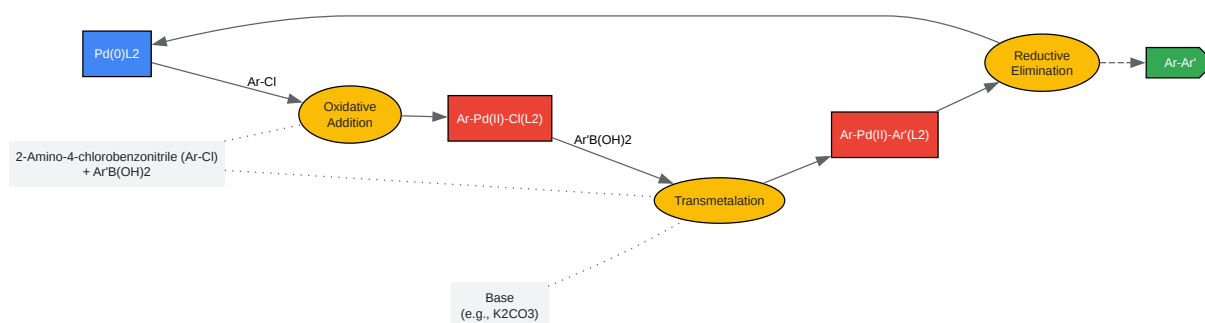 Pd(0)L2
Ar-Cl
Oxidative
Addition
Ar-Pd(II)-Cl(L2)
2-Amino-4-chlorobenzonitrile (Ar-Cl)
+ Ar'B(OH)2
Ar'B(OH)2
Transmetalation
Base
(e.g., K2CO3)
Ar-Pd(II)-Ar'(L2)
Reductive
Elimination
Ar-Ar'